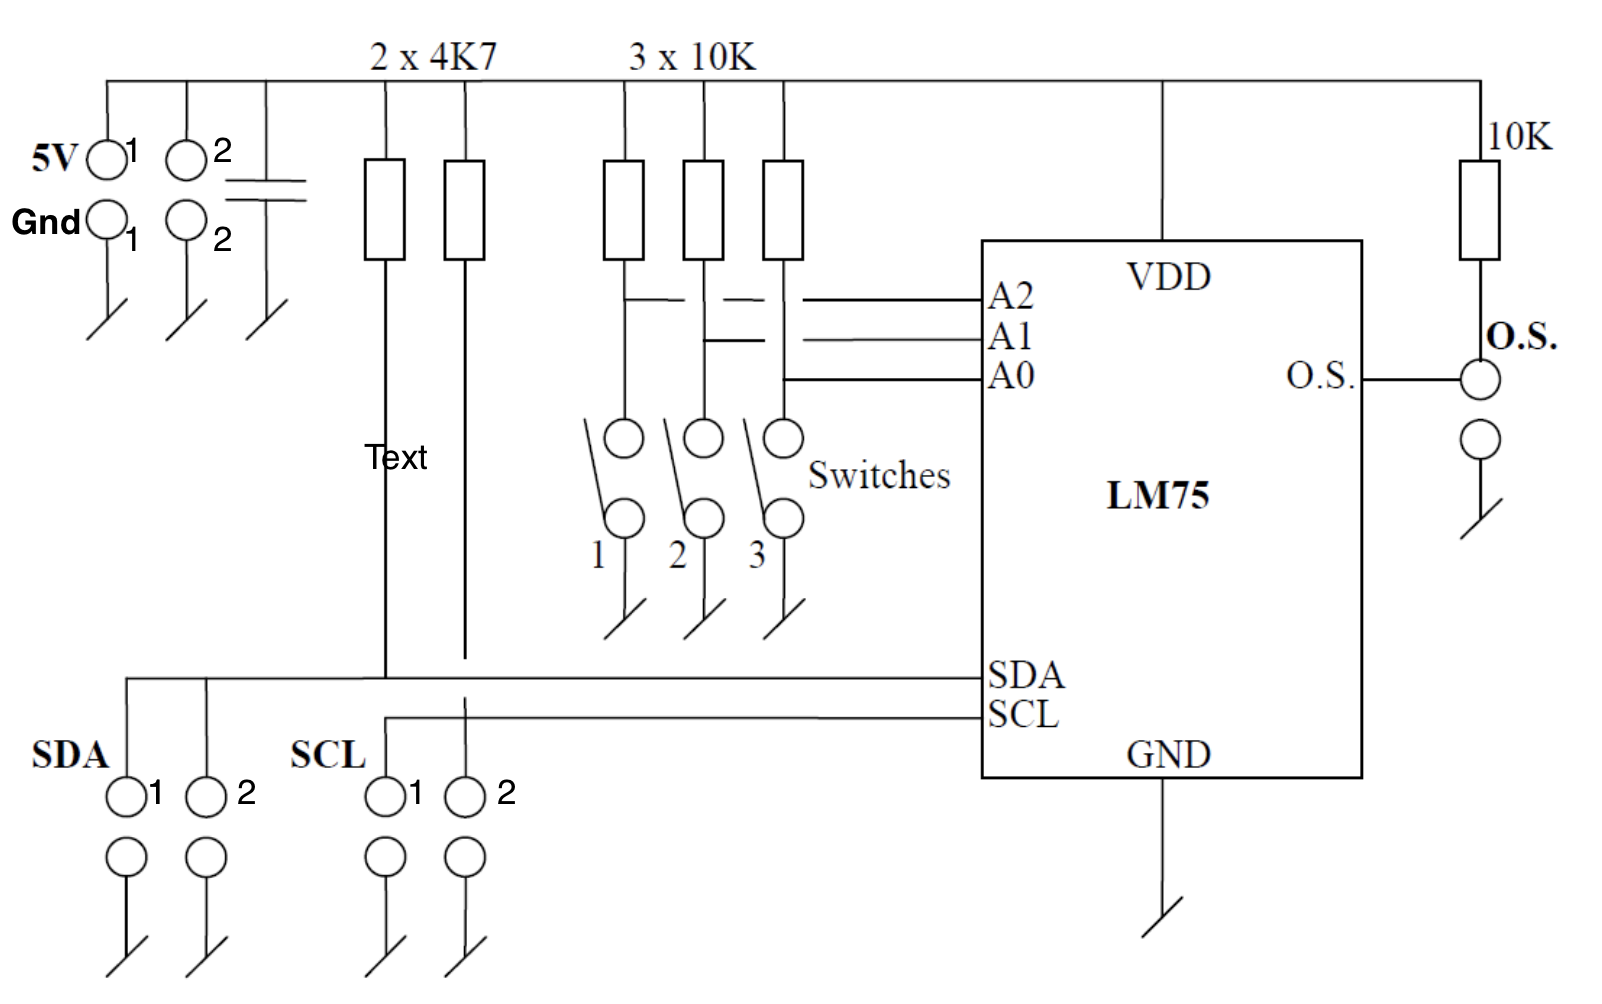 2 x 4K7
3 x 10K
10K
5V
1
2
Gnd
1
2
VDD
A2
A1
A0
O.S.
O.S.
Text
Switches
LM75
1
2
3
SDA
SCL
GND
SDA
1
2
SCL
1
2